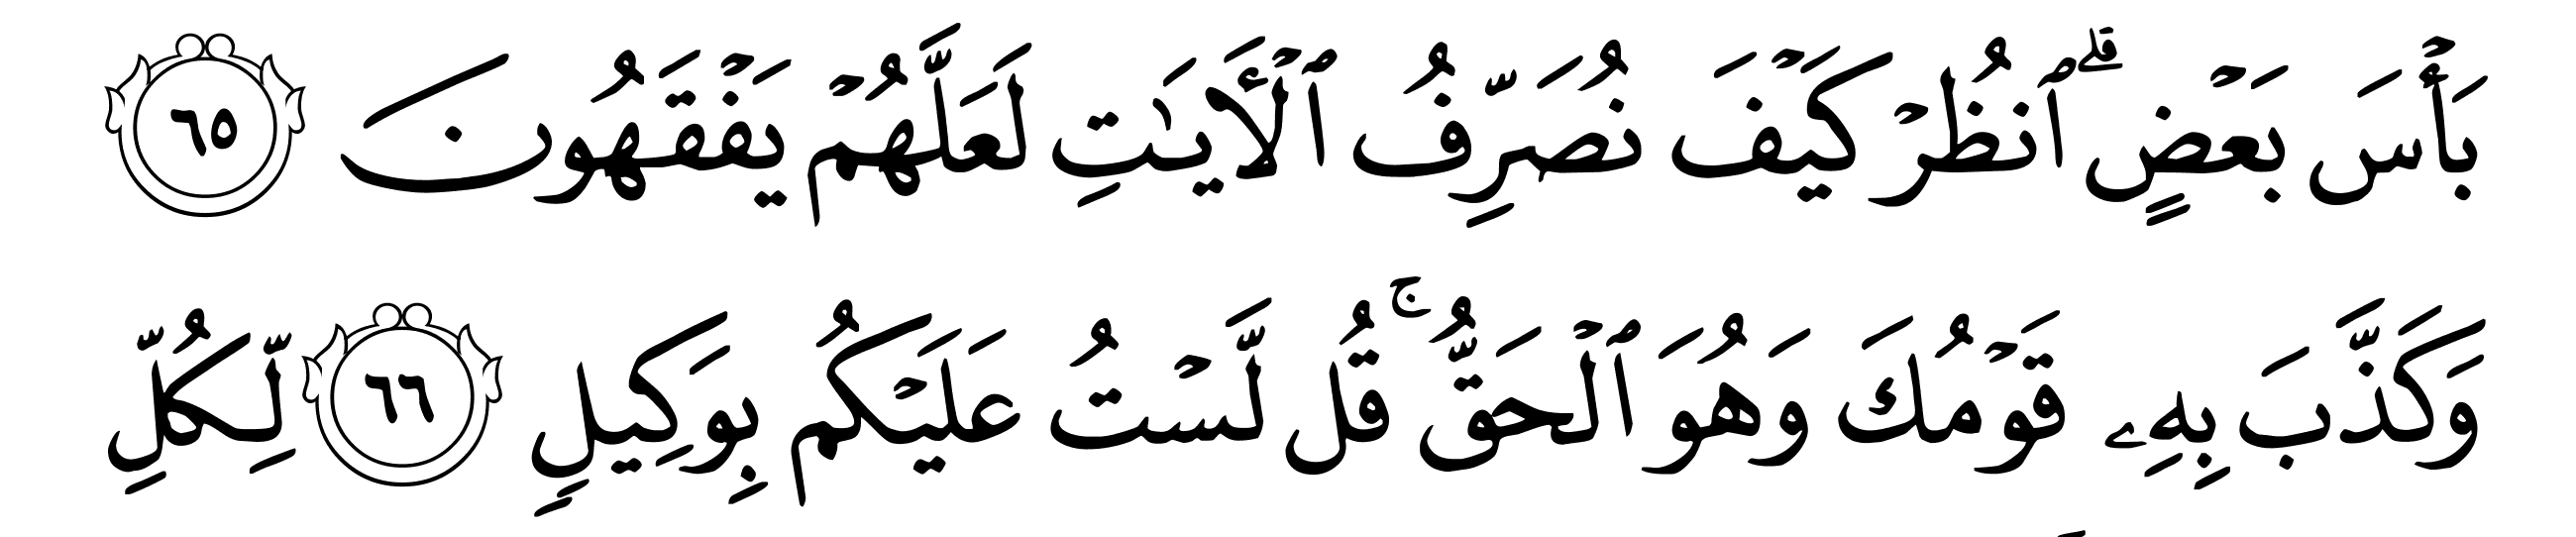 بَأۡسَ بَعۡضٍۗ ٱنظُرۡ كَيۡفَ نُصَرِّفُ ٱلۡأٓيَٰتِ لَعَلَّهُمۡ يَفۡقَهُونَ ٦٥
وَكَذَّبَ بِهِۦ قَوۡمُكَ وَهُوَ ٱلۡحَقُّۚ قُل لَّسۡتُ عَلَيۡكُم بِوَكِيلٖ ٦٦ لِّكُلِّ